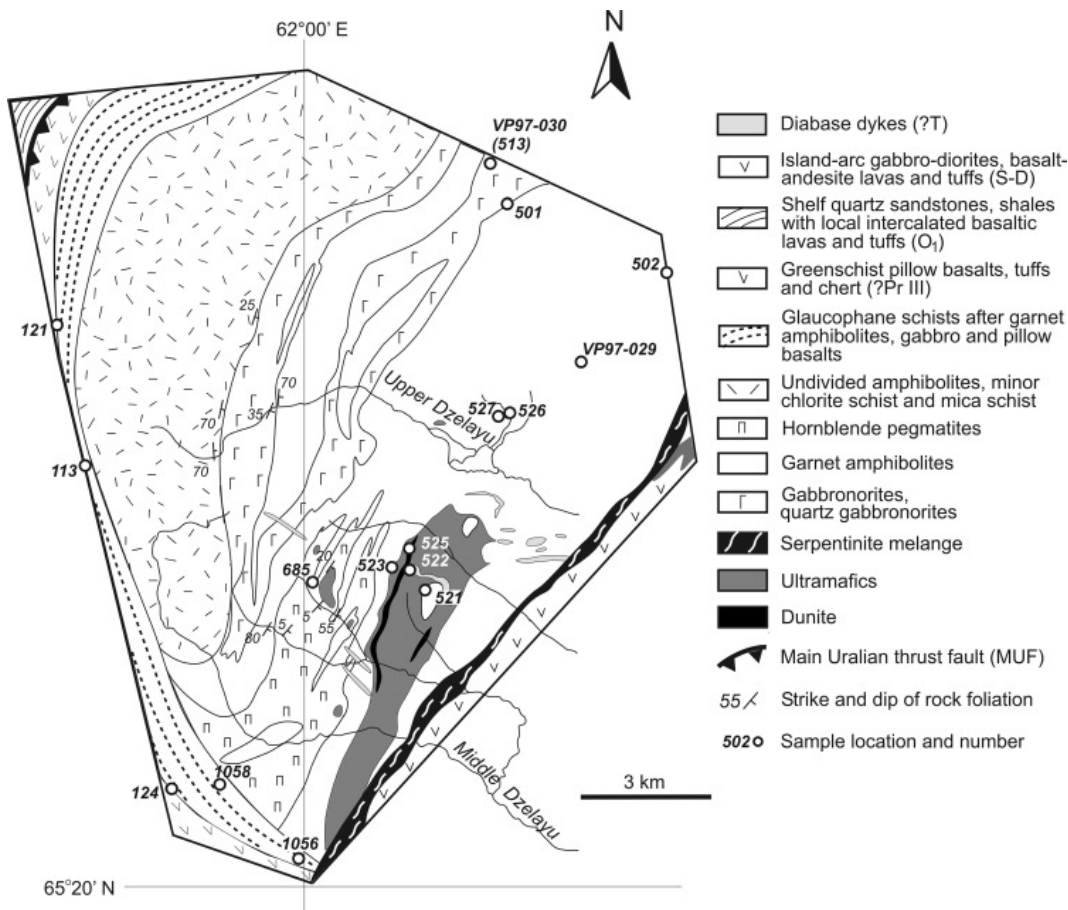 62°00' E
N
VP97-030
(513)
501
502
121
25
VP97-029
70
Upper Dzelayu
35
527
526
70
113
70
525
20
523
522
685
521
5
5
55
80
Middle Dzelayu
1058
124
3 km
1056
65°20' N
Diabase dykes (?T)
Island-arc gabbro-diorites, basalt-
andesite lavas and tuffs (S-D)
Shelf quartz sandstones, shales
with local intercalated basaltic
lavas and tuffs (O₁)
Greenschist pillow basalts, tuffs
and chert (?Pr III)
Glaucophane schists after garnet
amphibolites, gabbro and pillow
basalts
Undivided amphibolites, minor
chlorite schist and mica schist
Hornblende pegmatites
Garnet amphibolites
Gabbronorites,
quartz gabbronorites
Serpentinite melange
Ultramafics
Dunite
Main Uralian thrust fault (MUF)
55 Strike and dip of rock foliation
502 Sample location and number